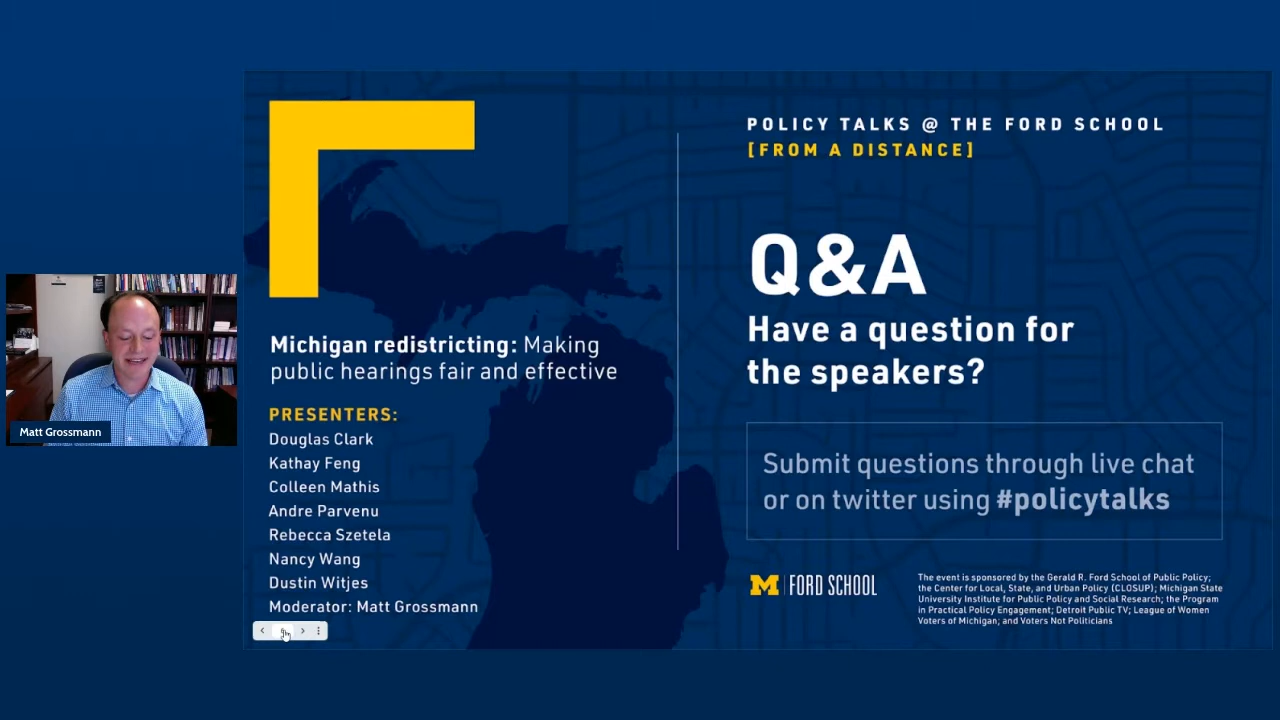 Matt Grossmann
Michigan redistricting: Making
public hearings fair and effective
PRESENTERS:
Douglas Clark
Kathay Feng
Colleen Mathis
Andre Parvenu
Rebecca Szetela
Nancy Wang
Dustin Witjes
Moderator: Matt Grossmann
POLICY TALKS @ THE FORD SCHOOL
[FROM A DISTANCE]
Q&A
Have a question for
the speakers?
Submit questions through live chat
or on twitter using #policytalks
M FORD SCHOOL
The event is sponsored by the Gerald R. Ford School of Public Policy;
the Center for Local, State, and Urban Policy (CLOSUP); Michigan State
University Institute for Public Policy and Social Research; the Program
in Practical Policy Engagement; Detroit Public TV; League of Women
Voters of Michigan; and Voters Not Politicians